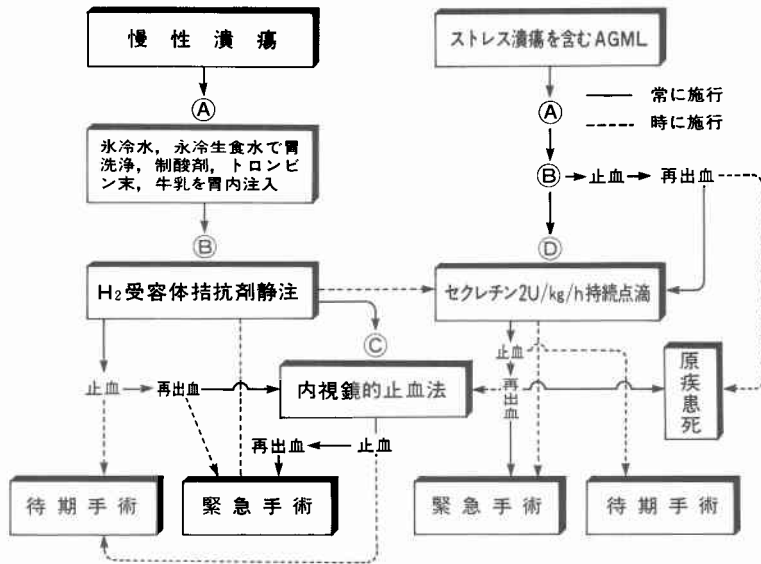 慢性潰瘍
ストレス潰瘍を含むAGML
Ⓐ
Ⓐ
常に施行
時に施行
氷冷水,永冷生食水で胃
洗浄,制酸剤,トロンビ
ン末,牛乳を胃内注入
Ⓑ 止血 再出血
Ⓑ
Ⓓ
H₂受容体拮抗剤静注
セクレチン2U/kg/h持続点滴
Ⓒ
止血 再出血
内視鏡的止血法
止血
再出血
原疾患死
再出血 止血
待期手術
緊急手術
緊急手術
待期手術